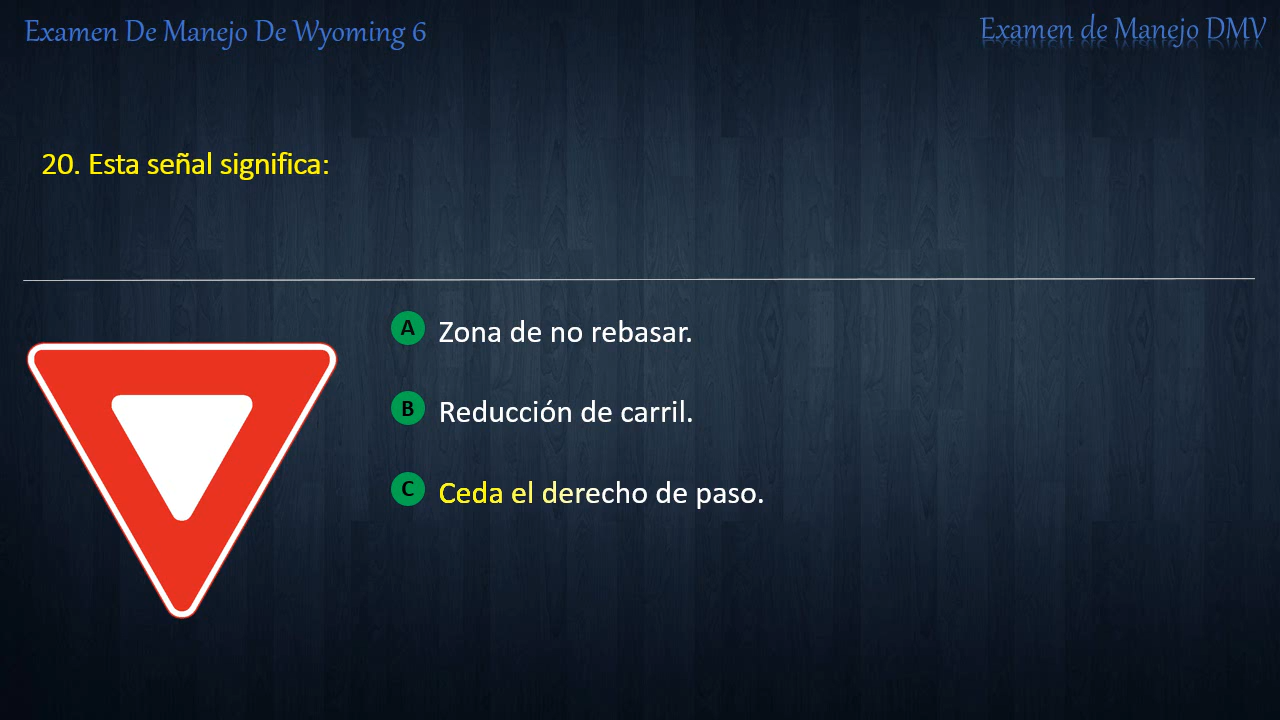 Examen De Manejo De Wyoming 6
Examen de Manejo DMV
20. Esta señal significa:
A Zona de no rebasar.
B Reducción de carril.
C Ceda el derecho de paso.